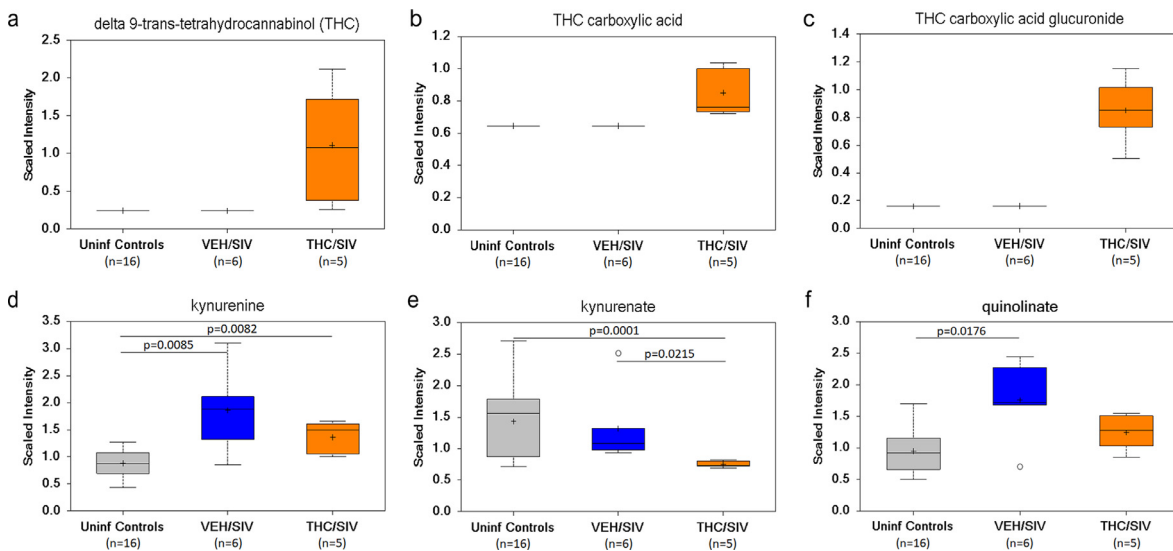 a
delta 9-trans-tetrahydrocannabinol (THC)
Scaled Intensity
2.5
2.0
1.5
1.0
0.5
0.0
Uninf Controls VEH/SIV THC/SIV
(n=16) (n=6) (n=5)
b
THC carboxylic acid
Scaled Intensity
1.2
1.0
0.8
0.6
0.4
0.2
0.0
Uninf Controls VEH/SIV THC/SIV
(n=16) (n=6) (n=5)
c
THC carboxylic acid glucuronide
Scaled Intensity
1.4
1.2
1.0
0.8
0.6
0.4
0.2
0.0
Uninf Controls VEH/SIV THC/SIV
(n=16) (n=6) (n=5)
d
kynurenine
Scaled Intensity
3.5
3.0
2.5
2.0
1.5
1.0
0.5
0.0
p=0.0082
p=0.0085
Uninf Controls VEH/SIV THC/SIV
(n=16) (n=6) (n=5)
e
kynurenate
Scaled Intensity
3.0
2.5
2.0
1.5
1.0
0.5
0.0
p=0.0001
p=0.0215
Uninf Controls VEH/SIV THC/SIV
(n=16) (n=6) (n=5)
f
quinolinate
Scaled Intensity
3.0
2.5
2.0
1.5
1.0
0.5
0.0
p=0.0176
Uninf Controls VEH/SIV THC/SIV
(n=16) (n=6) (n=5)